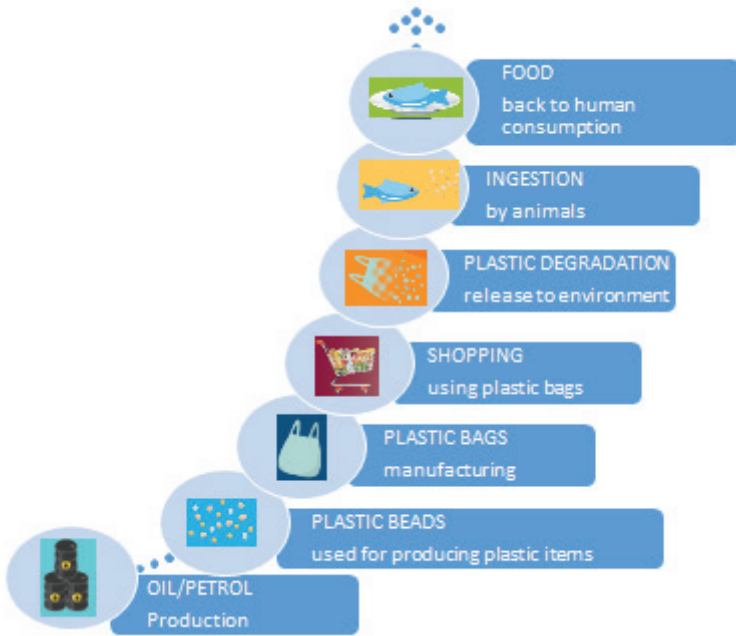 FOOD
back to human
consumption
INGESTION
by animals
PLASTIC DEGRADATION
release to environment
SHOPPING
using plastic bags
PLASTIC BAGS
manufacturing
PLASTIC BEADS
used for producing plastic items
OIL/PETROL
Production